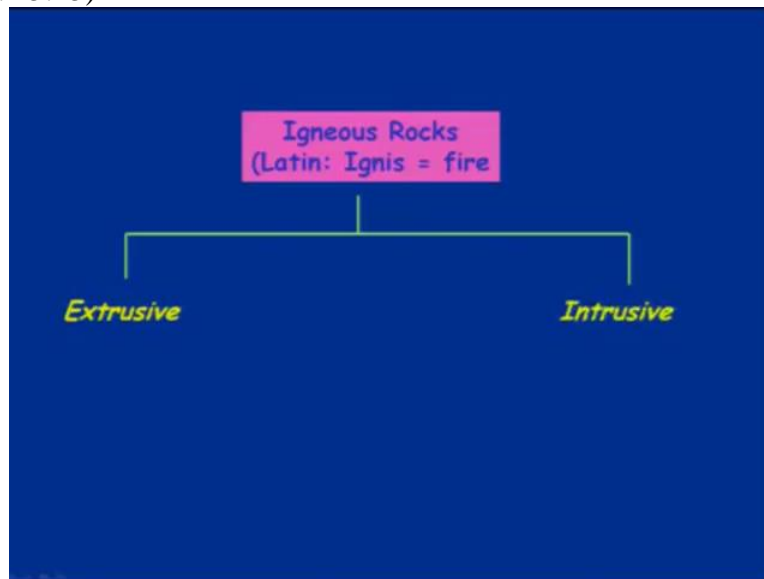 Igneous Rocks
(Latin: Ignis = fire
Extrusive
Intrusive